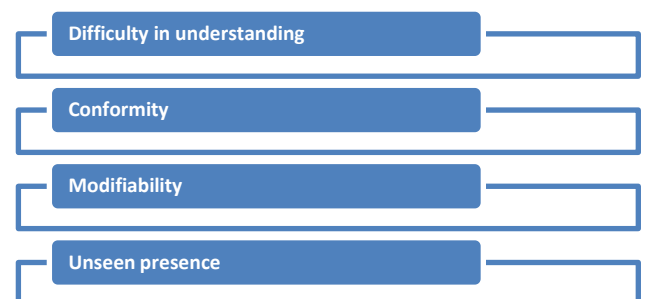 Difficulty in understanding
Conformity
Modifiability
Unseen presence